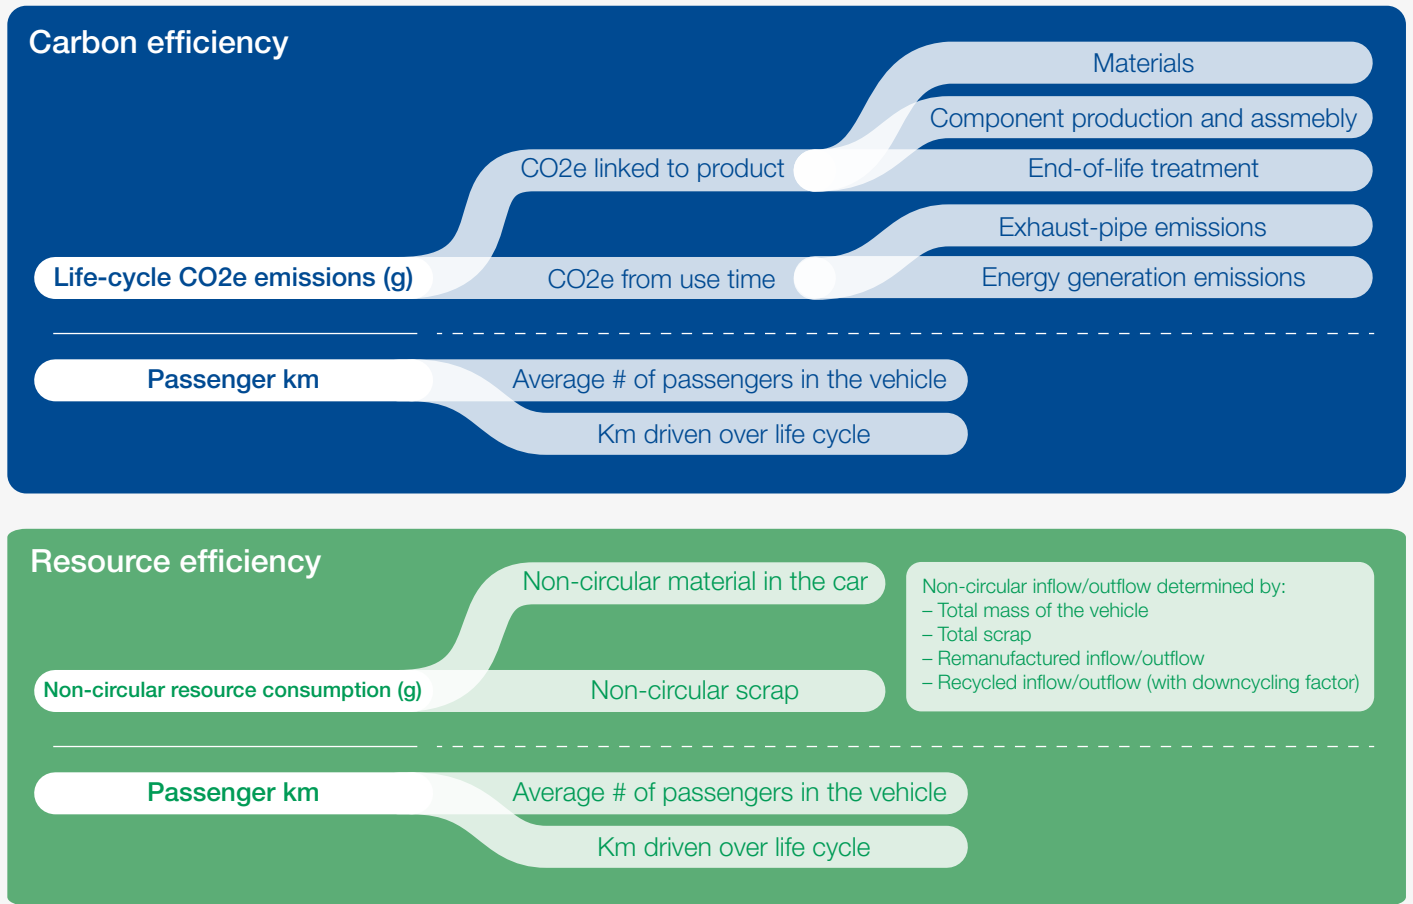 Carbon efficiency
Materials
Component production and assmebly
CO2e linked to product
End-of-life treatment
Exhaust-pipe emissions
Life-cycle CO2e emissions (g)
CO2e from use time
Energy generation emissions
Passenger km
Average # of passengers in the vehicle
Km driven over life cycle
Resource efficiency
Non-circular material in the car
Non-circular inflow/outflow determined by:
– Total mass of the vehicle
– Total scrap
– Remanufactured inflow/outflow
– Recycled inflow/outflow (with downcycling factor)
Non-circular resource consumption (g)
Non-circular scrap
Passenger km
Average # of passengers in the vehicle
Km driven over life cycle